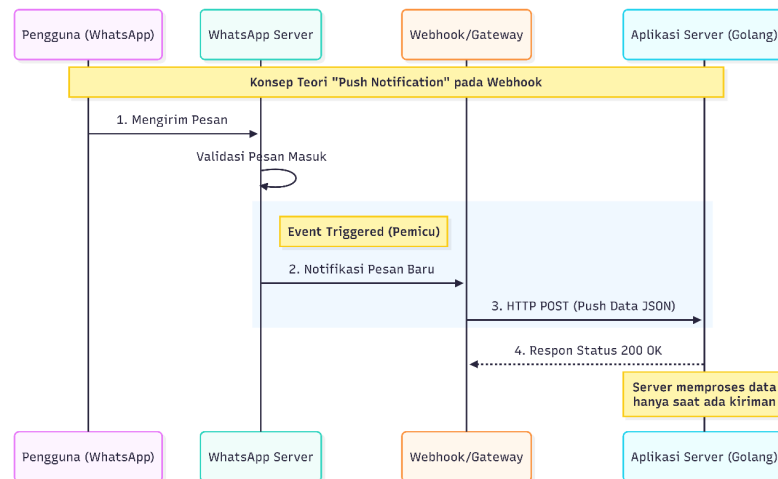 Pengguna (WhatsApp)
WhatsApp Server
Webhook/Gateway
Aplikasi Server (Golang)
Konsep Teori "Push Notification" pada Webhook
1. Mengirim Pesan
Validasi Pesan Masuk
Event Triggered (Pemicu)
2. Notifikasi Pesan Baru
3. HTTP POST (Push Data JSON)
4. Respon Status 200 OK
Server memproses data
hanya saat ada kiriman
Pengguna (WhatsApp)
WhatsApp Server
Webhook/Gateway
Aplikasi Server (Golang)